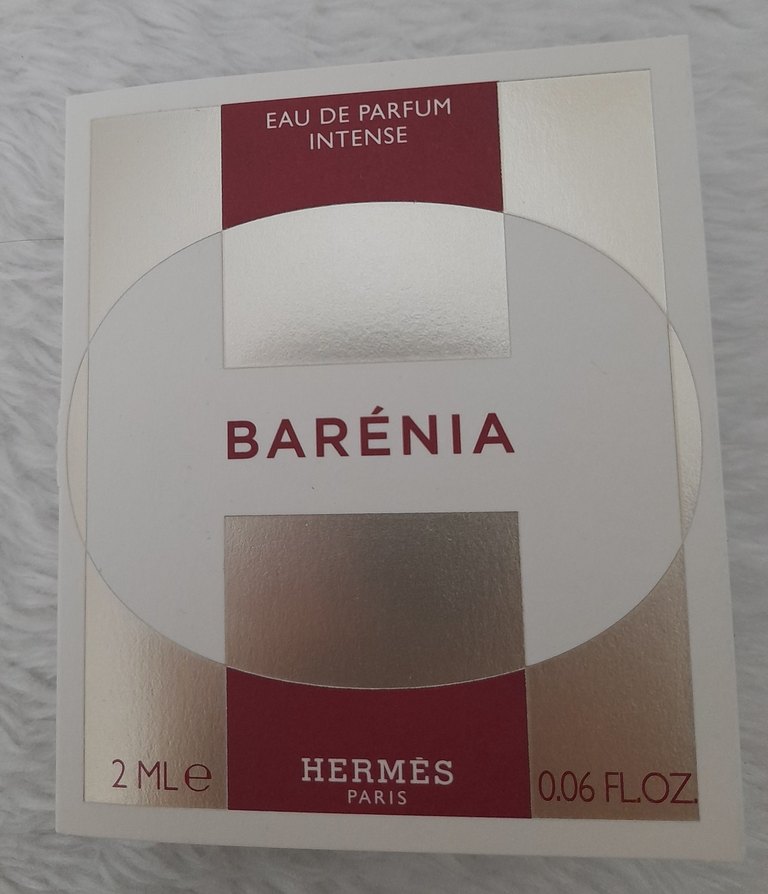 EAU DE PARFUM
INTENSE
BARÉNIA
2 ML ℮
HERMÈS
PARIS
0.06 FL.OZ.